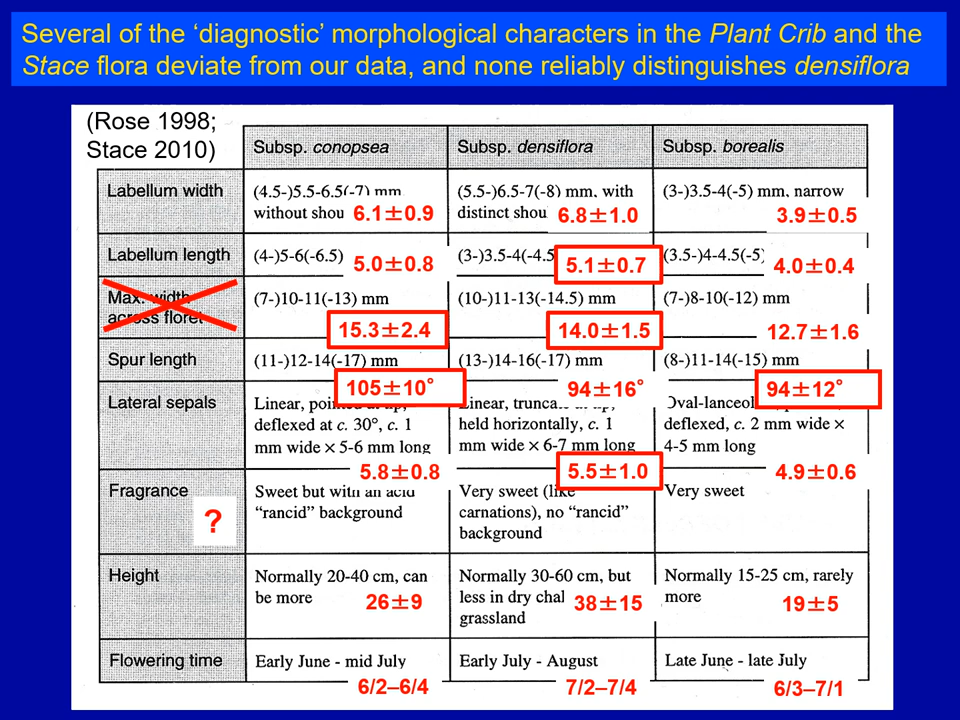 Several of the ‘diagnostic’ morphological characters in the Plant Crib and the
Stace flora deviate from our data, and none reliably distinguishes densiflora
(Rose 1998;
Stace 2010)
Subsp. conopsea
Subsp. densiflora
Subsp. borealis
Labellum width
(4.5-)5.5-6.5(-7) mm
without
6.1±0.9
(5.5-)6.5-7(-8) mm, with
distinct
6.8±1.0
(3-)3.5-4(-5) mm, narrow
3.9±0.5
Labellum length
(4-)5-6(-6.5)
5.0±0.8
(3-)3.5-4(-4.5
5.1±0.7
(3.5-)4-4.5(-5)
4.0±0.4
Max. width
across floret
(7-)10-11(-13) mm
15.3±2.4
(10-)11-13(-14.5) mm
14.0±1.5
(7-)8-10(-12) mm
12.7±1.6
Spur length
(11-)12-14(-17) mm
105±10°
(13-)14-16(-17) mm
94±16°
(8-)11-14(-15) mm
94±12°
Lateral sepals
Linear, pointed at tip,
deflexed at c. 30°, c. 1
mm wide × 5-6 mm long
5.8±0.8
Linear, truncate at tip,
held horizontally, c. 1
mm wide × 6-7 mm long
5.5±1.0
Oval-lanceol
deflexed, c. 2 mm wide ×
4-5 mm long
4.9±0.6
Fragrance
?
Sweet but with an acid
“rancid” background
Very sweet (like
carnations), no “rancid”
background
Very sweet
Height
Normally 20-40 cm, can
be more
26±9
Normally 30-60 cm, but
less in dry chal
grassland
38±15
Normally 15-25 cm, rarely
more
19±5
Flowering time
Early June - mid July
6/2–6/4
Early July - August
7/2–7/4
Late June - late July
6/3–7/1